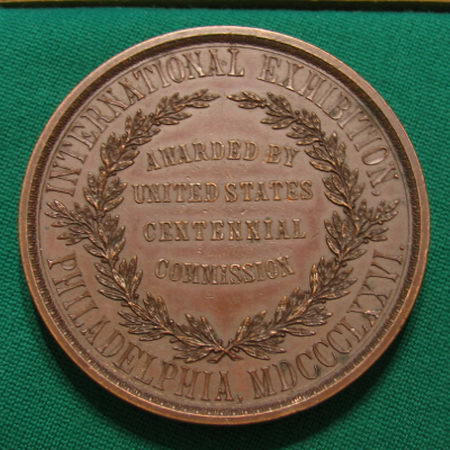 INTERNATIONAL EXHIBITION.
PHILADELPHIA, MDCCCLXXVI.
AWARDED BY
UNITED STATES
CENTENNIAL
COMMISSION